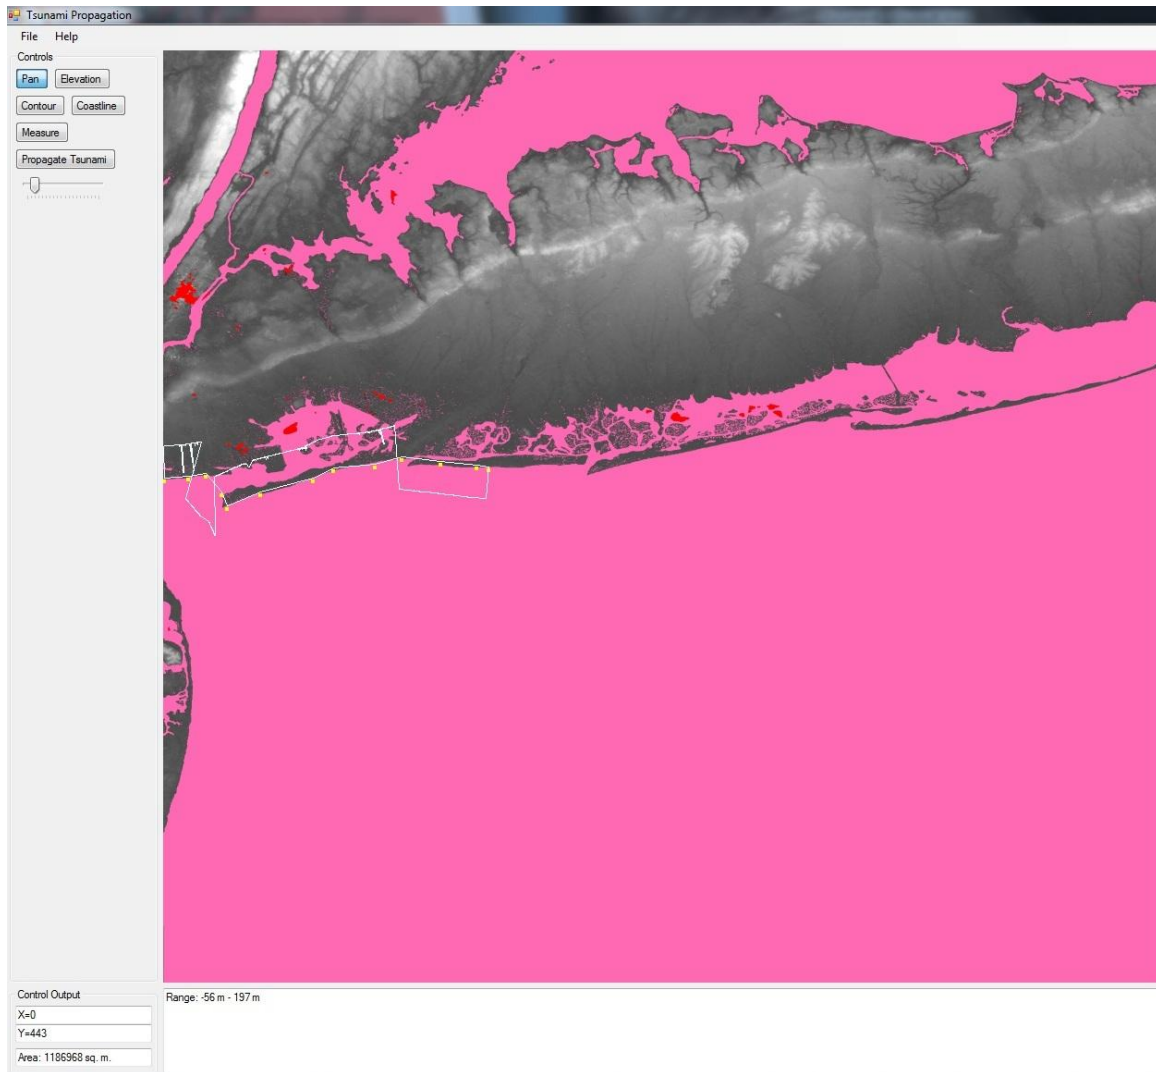 Tsunami Propagation
File Help
Controls
Pan Elevation
Contour Coastline
Measure
Propagate Tsunami
Control Output
X=0
Y=443
Area: 1186968 sq. m.
Range: -56 m - 197 m